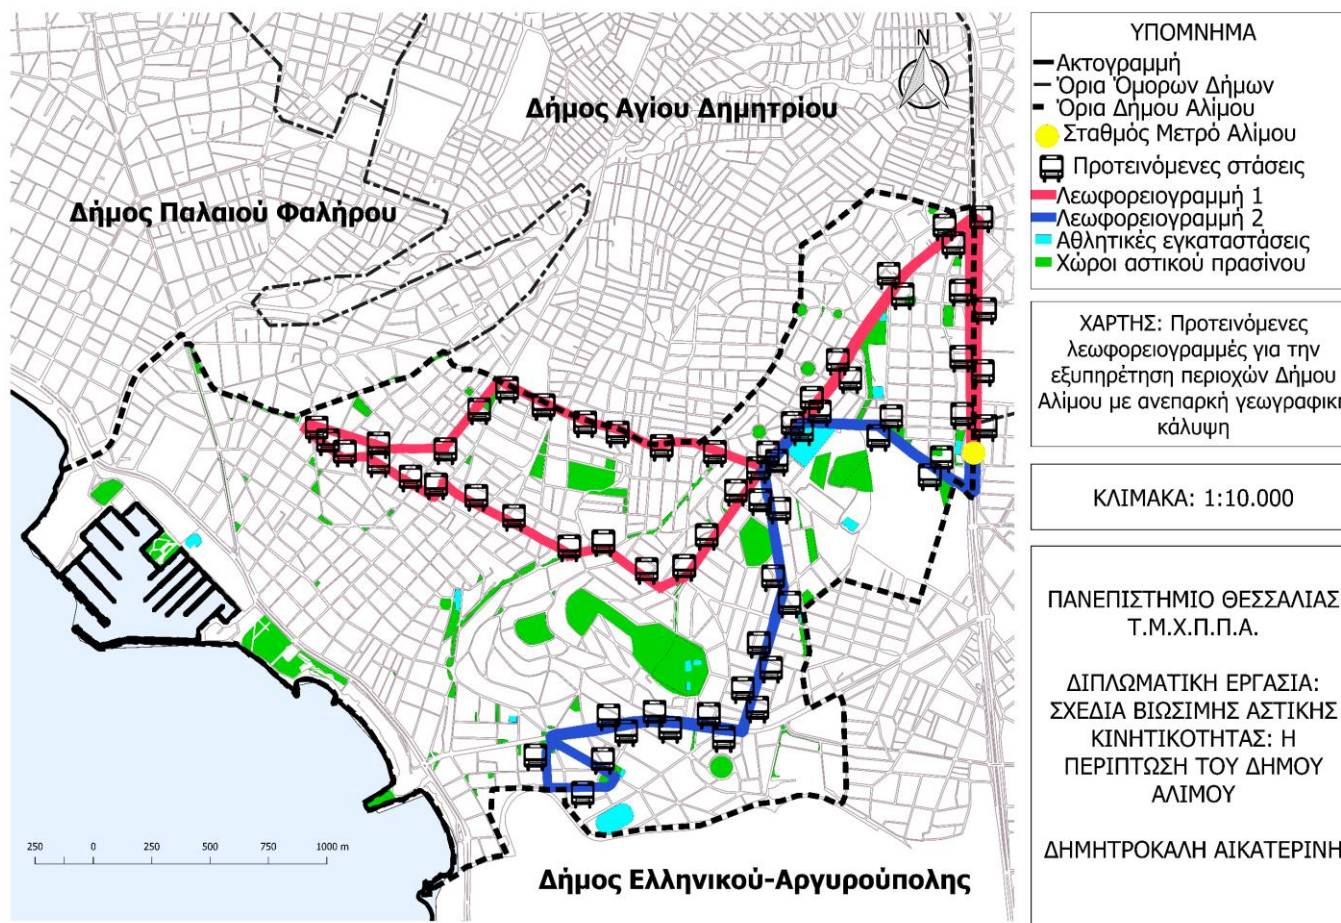 N
Δήμος Αγίου Δημητρίου
Δήμος Παλαιού Φαλήρου
Δήμος Ελληνικού-Αργυρούπολης
250 0 250 500 750 1000 m
ΥΠΟΜΝΗΜΑ
Ακτογραμμή
Όρια Όμορων Δήμων
Όρια Δήμου Αλίμου
Σταθμός Μετρό Αλίμου
Προτεινόμενες στάσεις
Λεωφορειογραμμή 1
Λεωφορειογραμμή 2
Αθλητικές εγκαταστάσεις
Χώροι αστικού πρασίνου
ΧΑΡΤΗΣ: Προτεινόμενες
λεωφορειογραμμές για την
εξυπηρέτηση περιοχών Δήμου
Αλίμου με ανεπαρκή γεωγραφικ
κάλυψη
ΚΛΙΜΑΚΑ: 1:10.000
ΠΑΝΕΠΙΣΤΗΜΙΟ ΘΕΣΣΑΛΙΑΣ
Τ.Μ.Χ.Π.Π.Α.
ΔΙΠΛΩΜΑΤΙΚΗ ΕΡΓΑΣΙΑ:
ΣΧΕΔΙΑ ΒΙΩΣΙΜΗΣ ΑΣΤΙΚΗΣ
ΚΙΝΗΤΙΚΟΤΗΤΑΣ: Η
ΠΕΡΙΠΤΩΣΗ ΤΟΥ ΔΗΜΟΥ
ΑΛΙΜΟΥ
ΔΗΜΗΤΡΟΚΑΛΗ ΑΙΚΑΤΕΡΙΝΗ